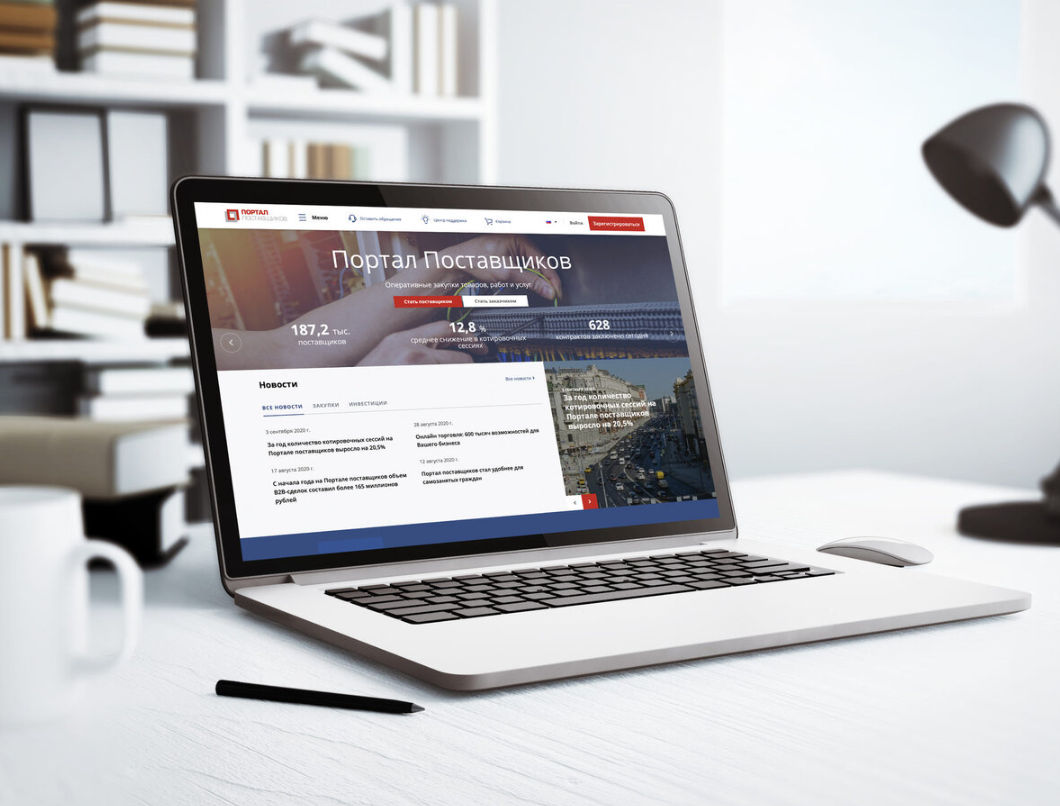 ПОРТАЛ
ПОСТАВЩИКОВ
Меню
Оставить обращение
Центр поддержки
Корзина
Войти
Зарегистрироваться
Портал Поставщиков
Оперативные закупки товаров, работ и услуг
Стать поставщиком
Стать заказчиком
187,2 тыс.
поставщиков
12,8 %
среднее снижение в котировочных
сессиях
628
контрактов заключено сегодня
Новости
Все новости
ВСЕ НОВОСТИ
ЗАКУПКИ
ИНВЕСТИЦИИ
3 сентября 2020 г.
За год количество котировочных сессий на
Портале поставщиков выросло на 20,5%
28 августа 2020 г.
Онлайн торговля: 600 тысяч возможностей для
Вашего бизнеса
17 августа 2020 г.
С начала года на Портале поставщиков объем
B2B-сделок составил более 165 миллионов
рублей
12 августа 2020 г.
Портал поставщиков стал удобнее для
самозанятых граждан
За год количество
котировочных сессий на
Портале поставщиков
выросло на 20,5%